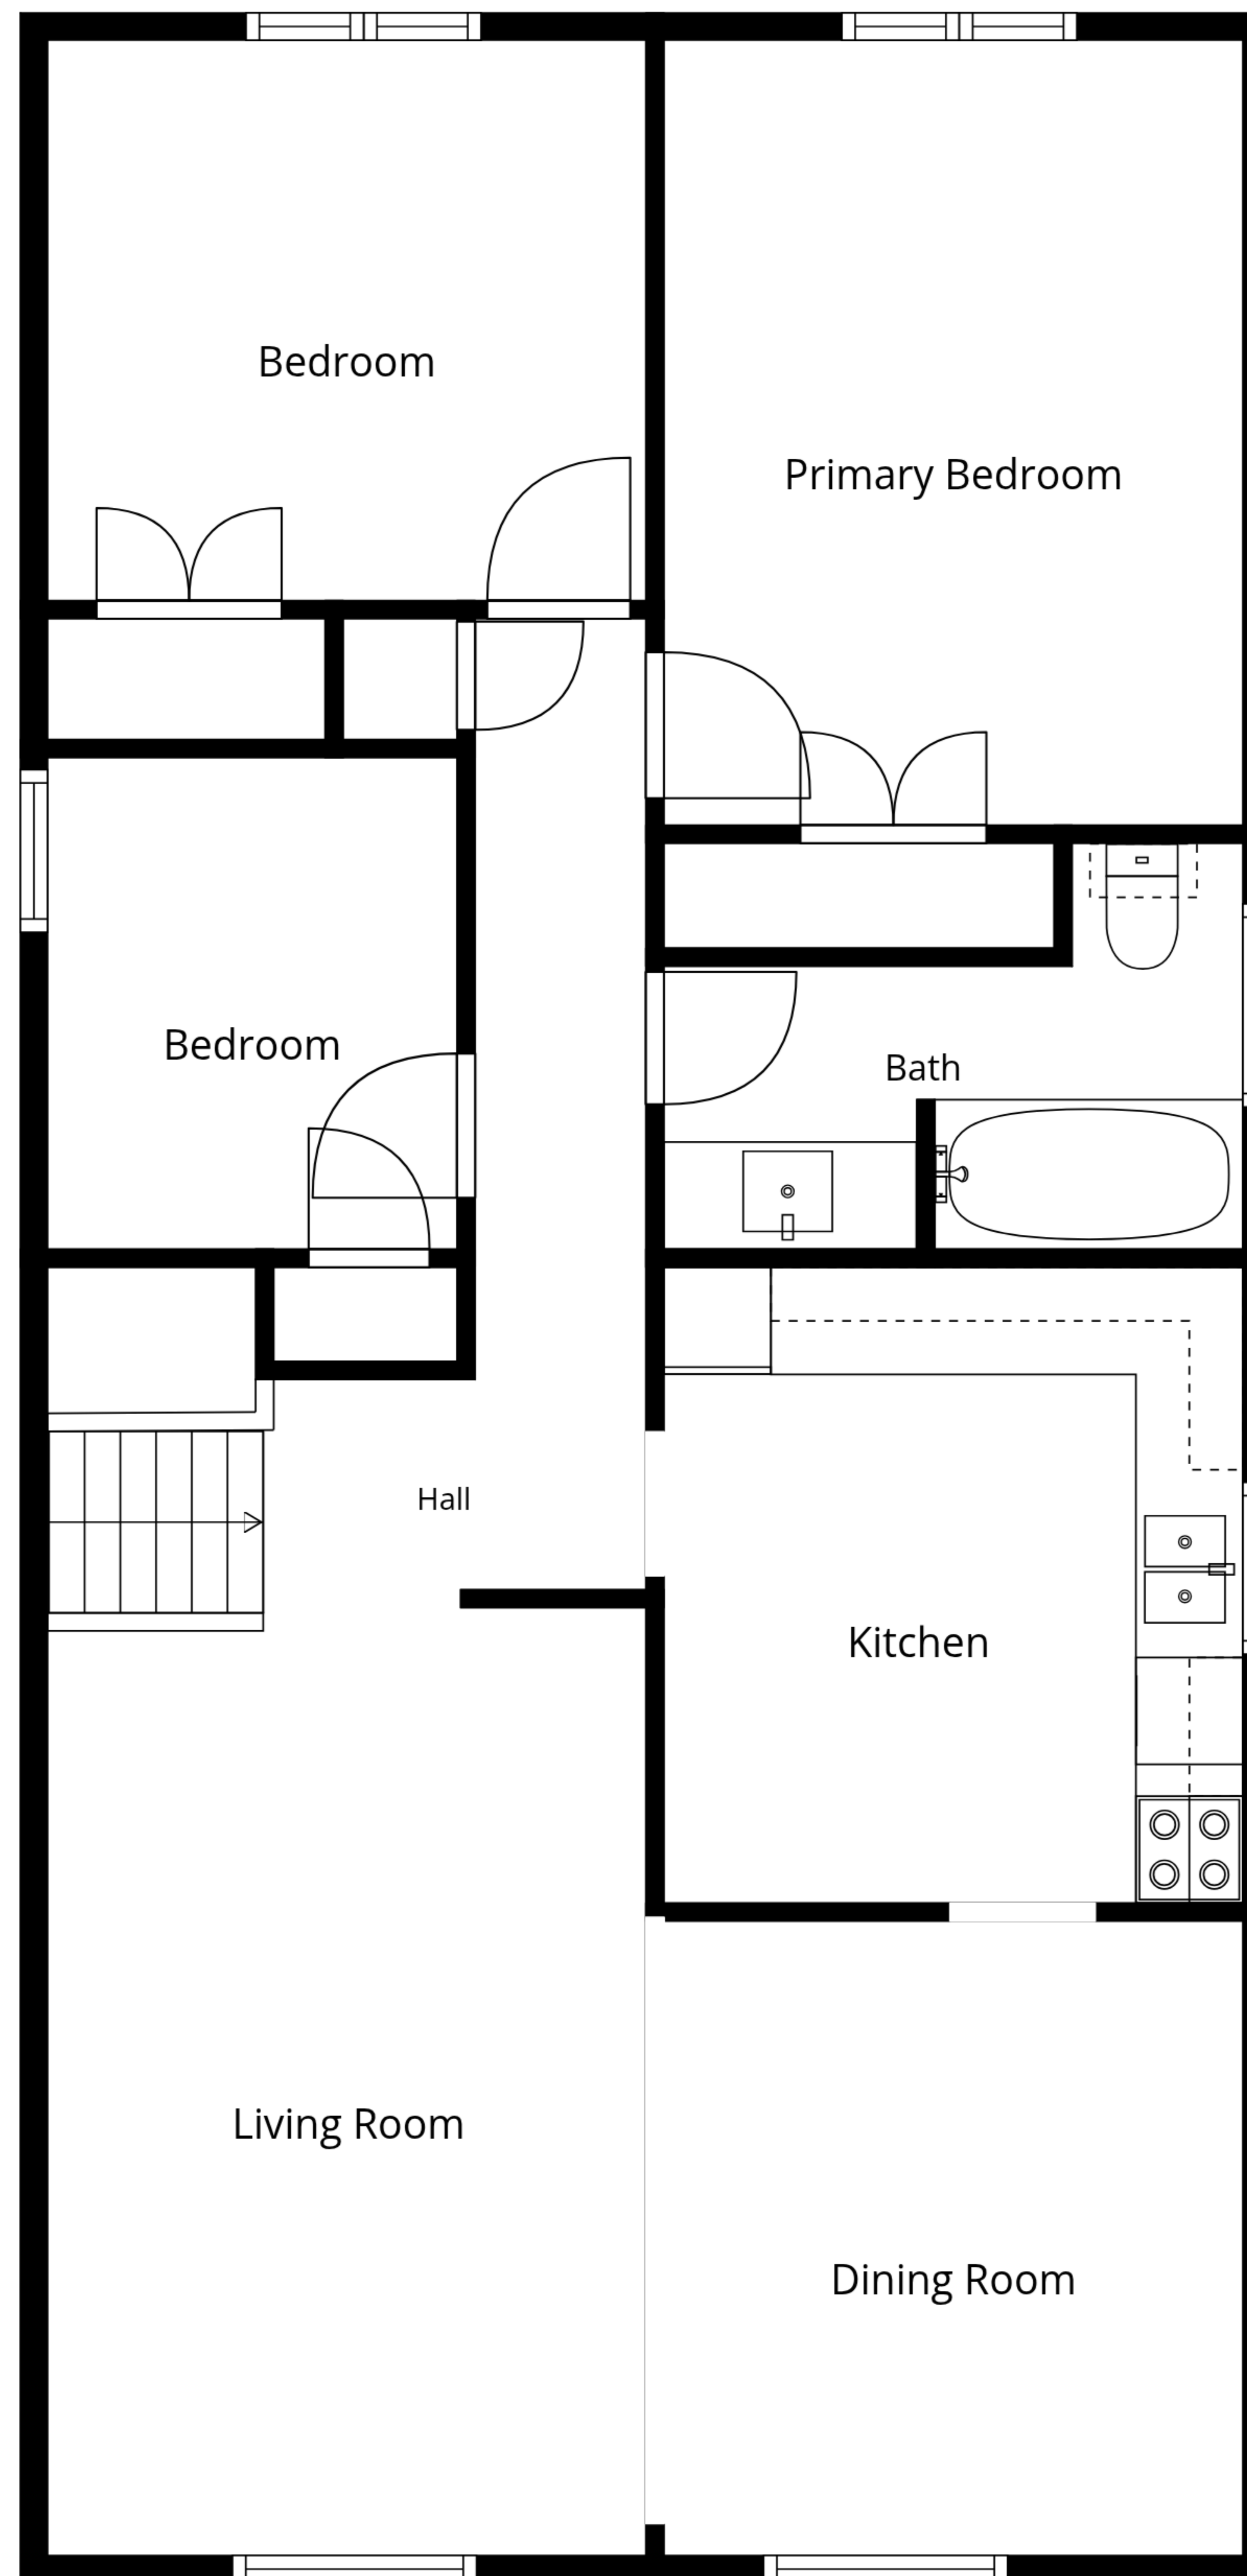 Bedroom
Primary Bedroom
Bedroom
Bath
Hall
Kitchen
Living Room
Dining Room